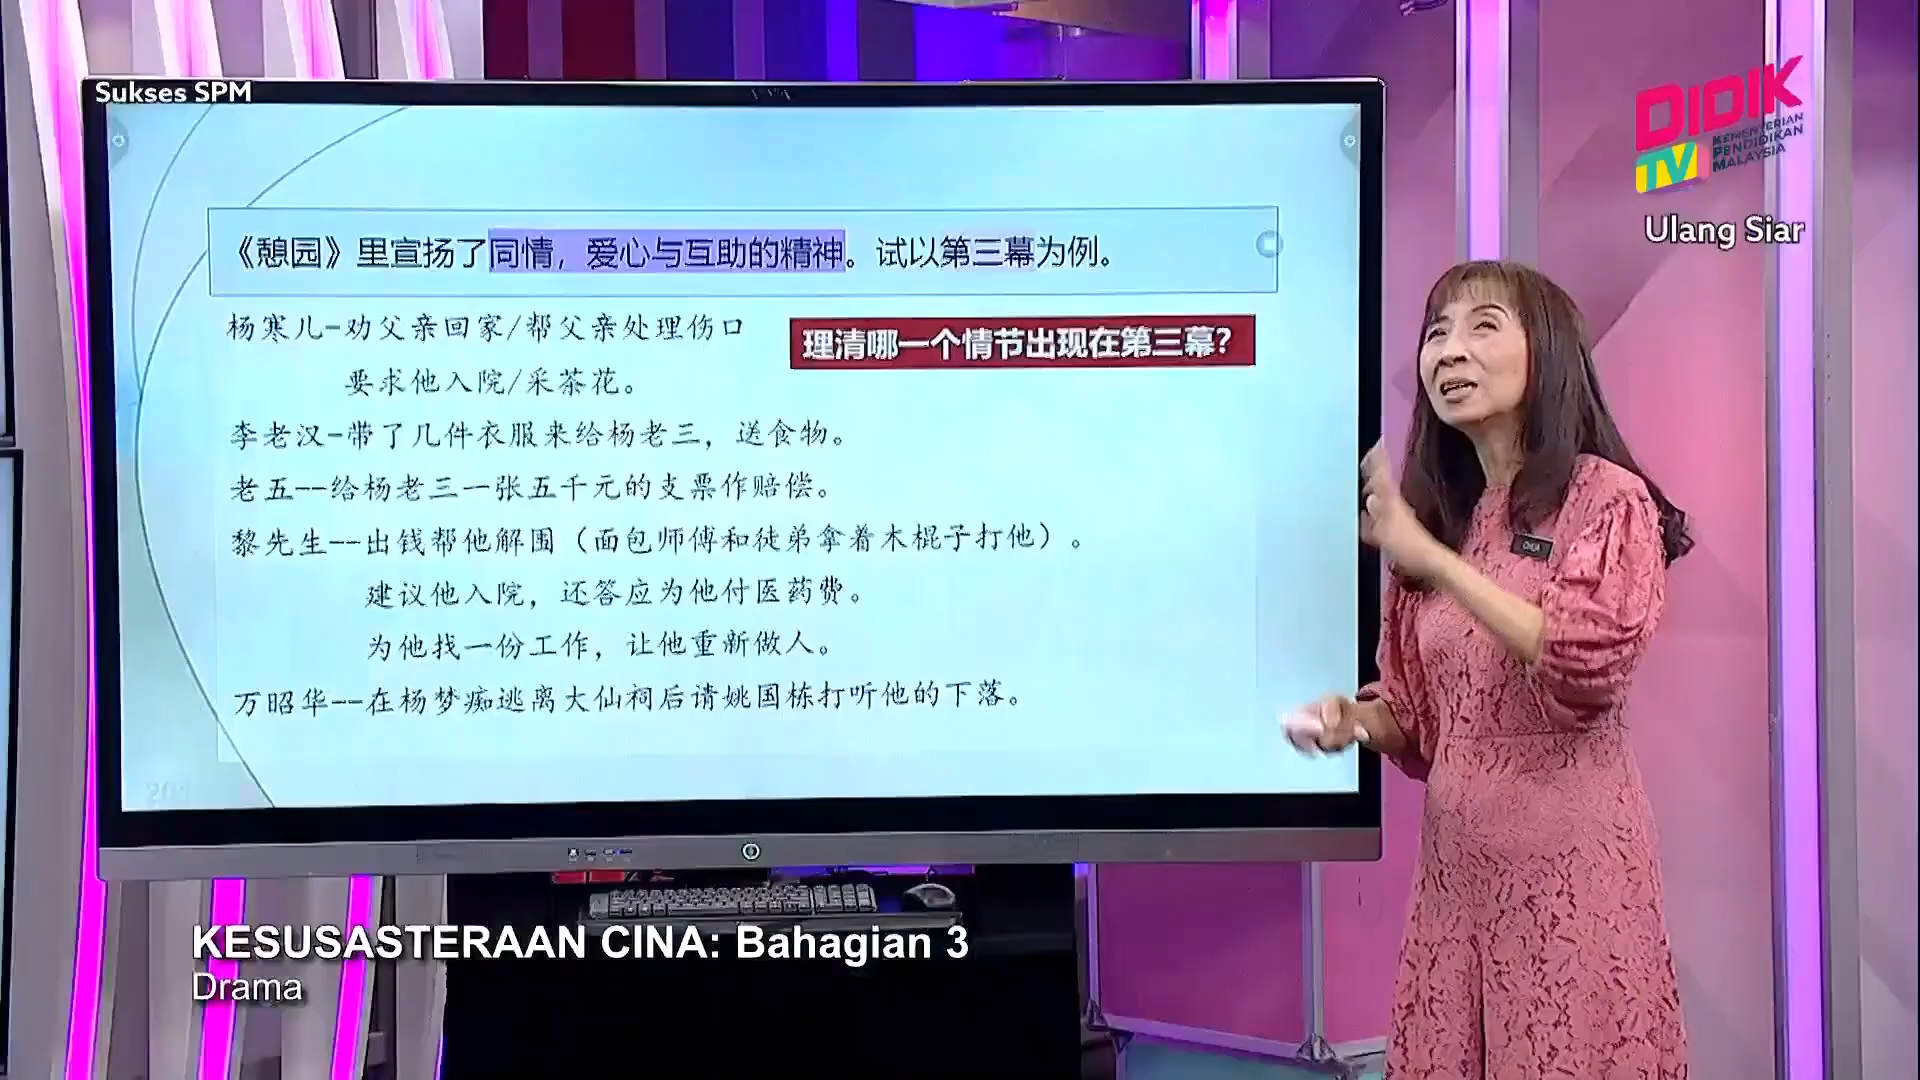 Sukses SPM
DIDIK
TV
KEMENTERIAN
PENDIDIKAN
MALAYSIA
Ulang Siar
《憩园》里宣扬了同情，爱心与互助的精神。试以第三幕为例。
杨寒儿-劝父亲回家/帮父亲处理伤口
理清哪一个情节出现在第三幕?
要求他入院/采茶花。
李老汉-带了几件衣服来给杨老三，送食物。
老五--给杨老三一张五千元的支票作赔偿。
黎先生--出钱帮他解围（面包师傅和徒弟拿着木棍子打他）。
建议他入院，还答应为他付医药费。
为他找一份工作，让他重新做人。
万昭华--在杨梦痴逃离大仙祠后请姚国栋打听他的下落。
KESUSASTERAAN CINA: Bahagian 3
Drama